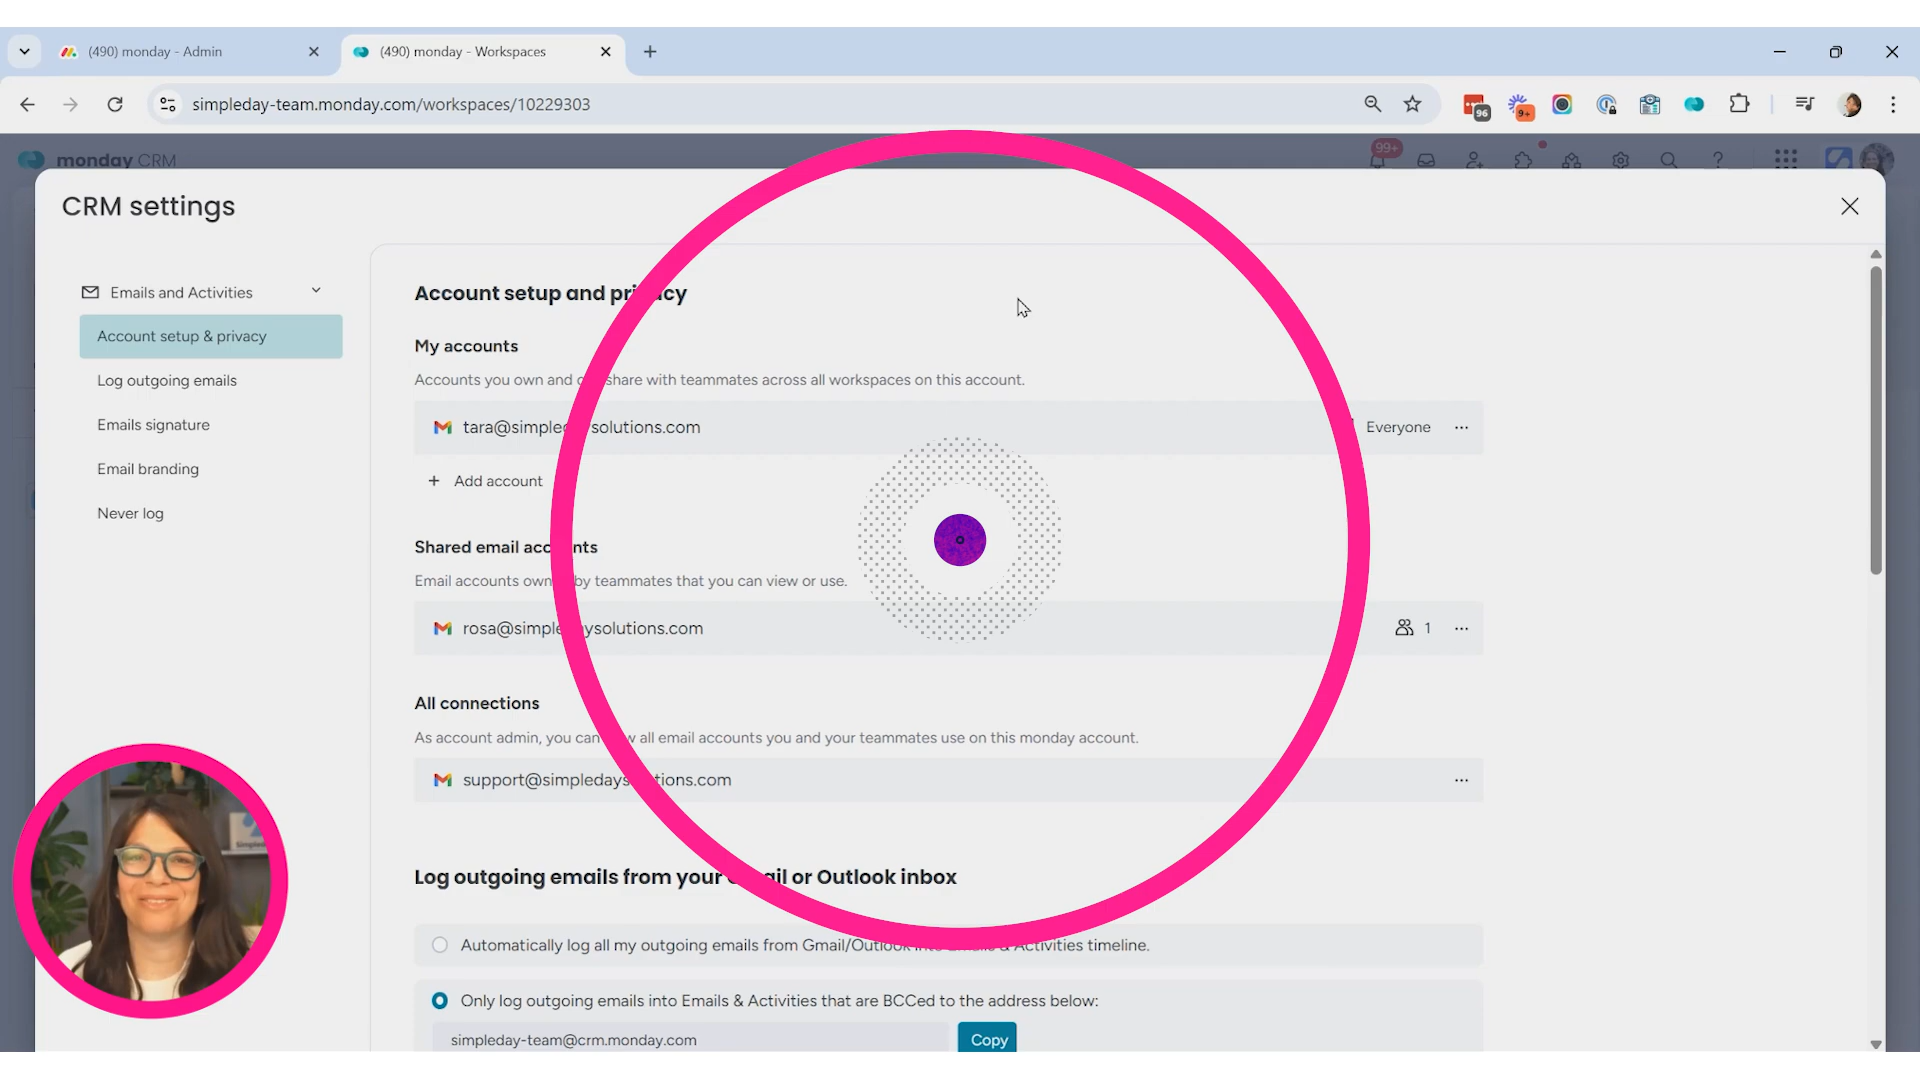 (490) monday - Admin
(490) monday - Workspaces
simpleday-team.monday.com/workspaces/10229303
96
9+
monday CRM
99+
CRM settings
Emails and Activities
Account setup & privacy
Log outgoing emails
Emails signature
Email branding
Never log
Account setup and privacy
My accounts
Accounts you own and can share with teammates across all workspaces on this account.
tara@simpledaysolutions.com
Everyone
+ Add account
Shared email accounts
Email accounts owned by teammates that you can view or use.
rosa@simpledaysolutions.com
1
All connections
As account admin, you can view all email accounts you and your teammates use on this monday account.
support@simpledaysolutions.com
Log outgoing emails from your Gmail or Outlook inbox
Automatically log all my outgoing emails from Gmail/Outlook into Emails & Activities timeline.
Only log outgoing emails into Emails & Activities that are BCCed to the address below:
simpleday-team@crm.monday.com
Copy